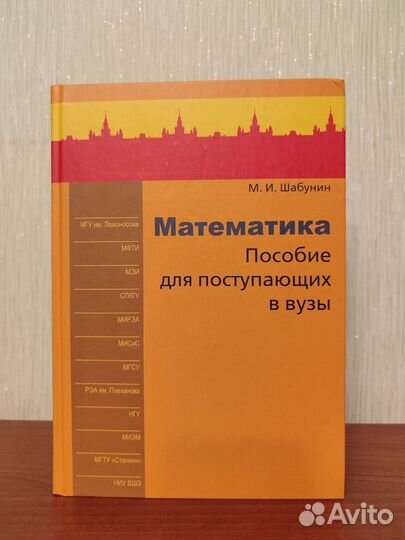 М. И. Шабунин
Математика
Пособие
для поступающих
в вузы
МГУ им. Ломоносова
МФТИ
МЭИ
СПбГУ
МИРЭА
МИСиС
МГСУ
РЭА им. Плеханова
НГУ
МИЭМ
МГТУ «Станкин»
НИУ ВШЭ
Avito